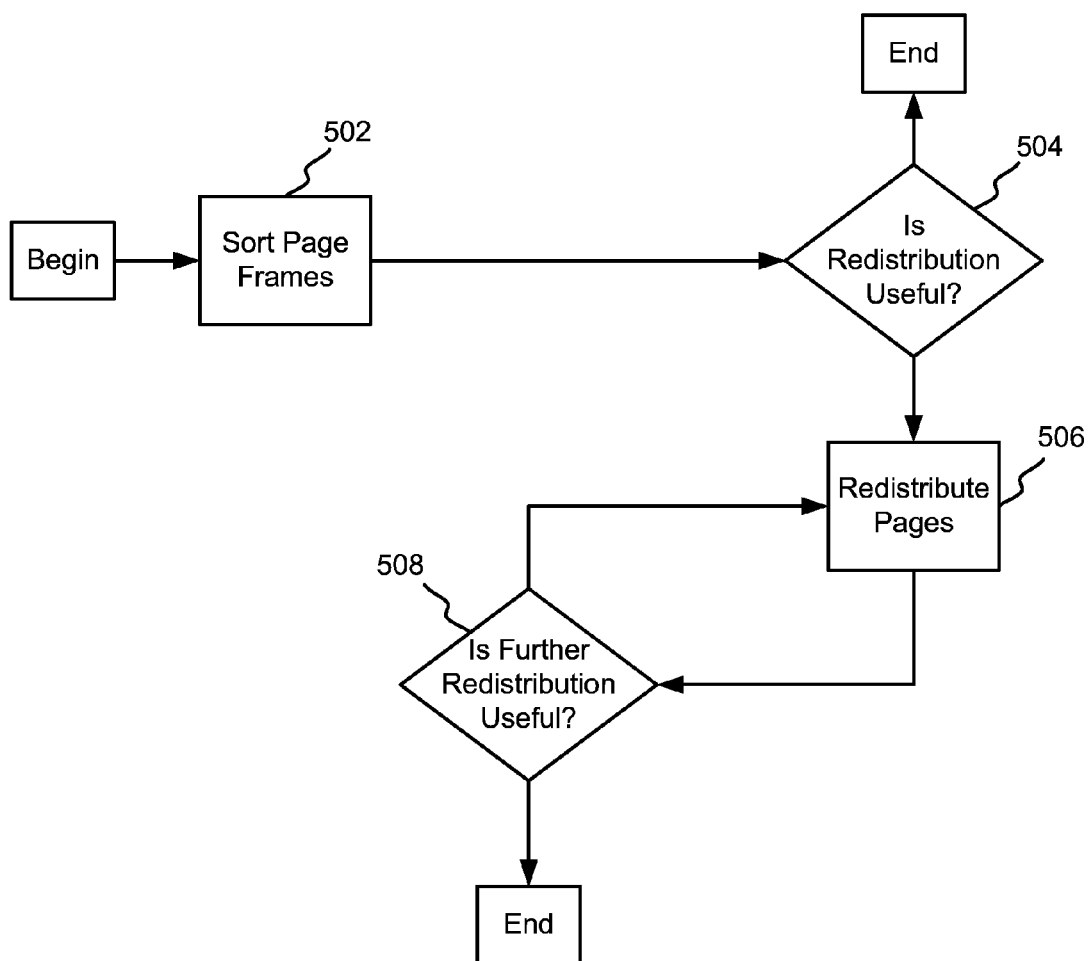 End
502
504
Begin
Sort Page
Frames
Is
Redistribution
Useful?
506
Redistribute
Pages
508
Is Further
Redistribution
Useful?
End